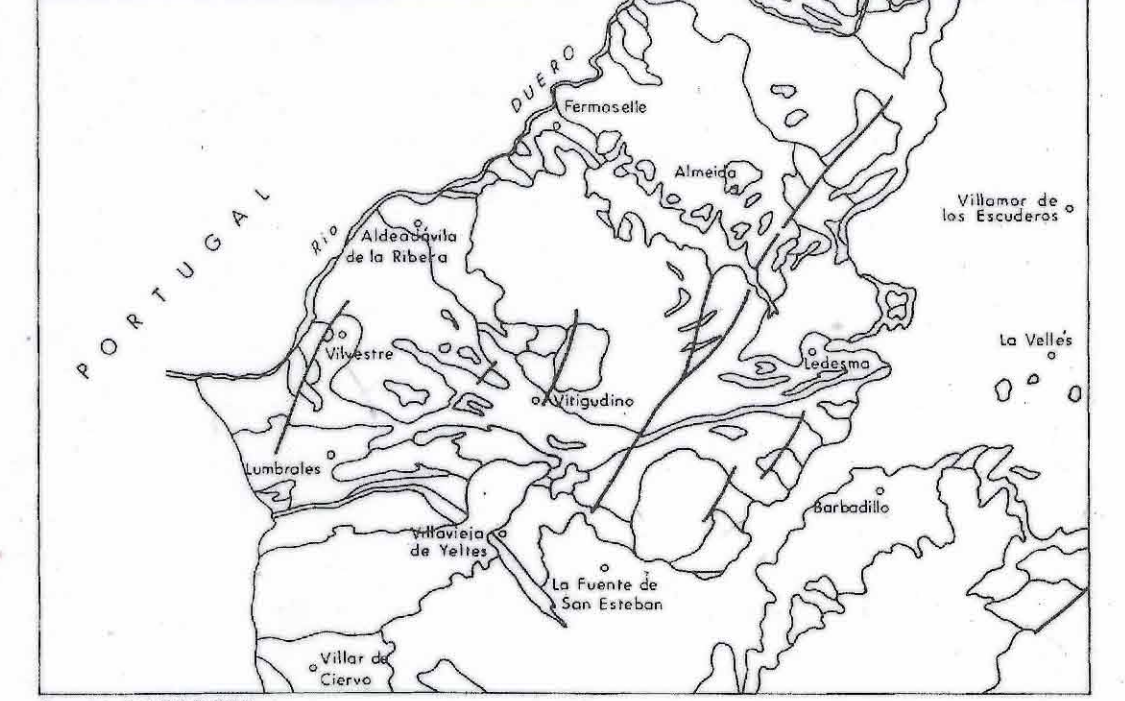 DUERO
Fermoselle
Almeida
Villamor de
los Escuderos
PORTUGAL
Río
Aldeadávila
de la Ribera
Vilvestre
La Vellés
Ledesma
Vitigudino
Lumbrales
Barbadillo
Villavieja
de Yeltes
La Fuente de
San Esteban
Villar de
Ciervo